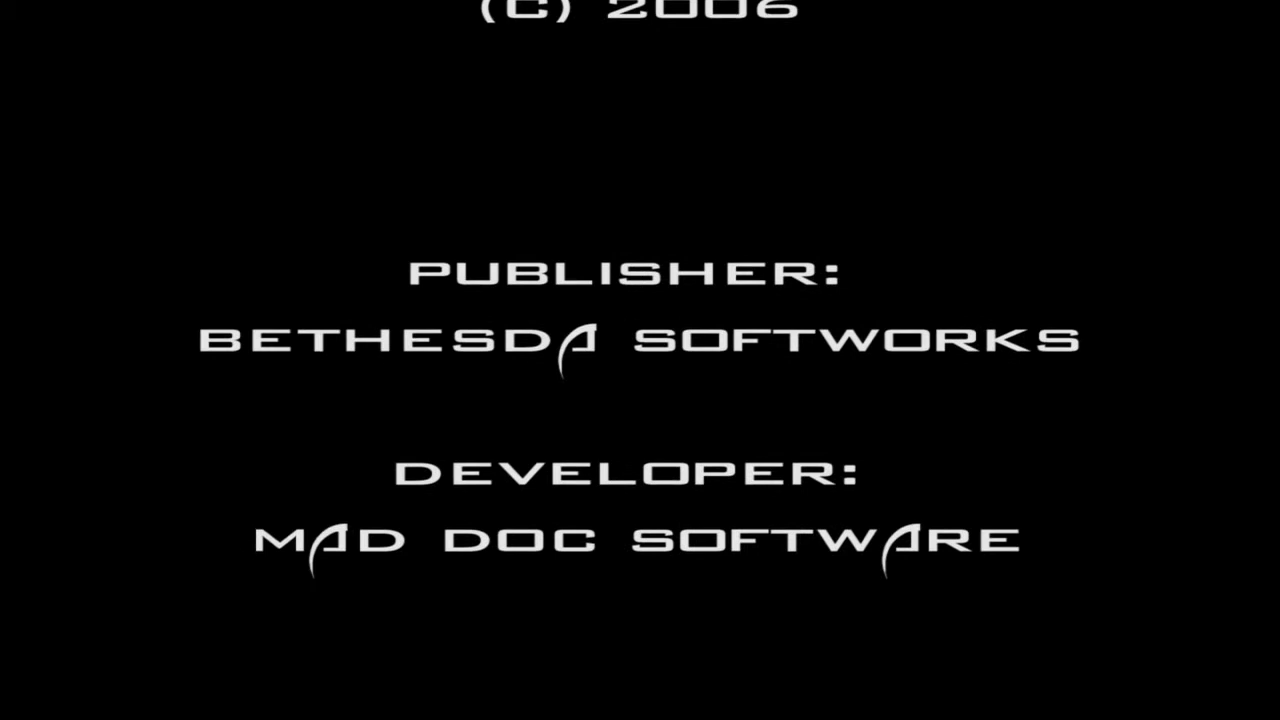 (C) 2006
PUBLISHER:
BETHESDA SOFTWORKS
DEVELOPER:
MAD DOC SOFTWARE